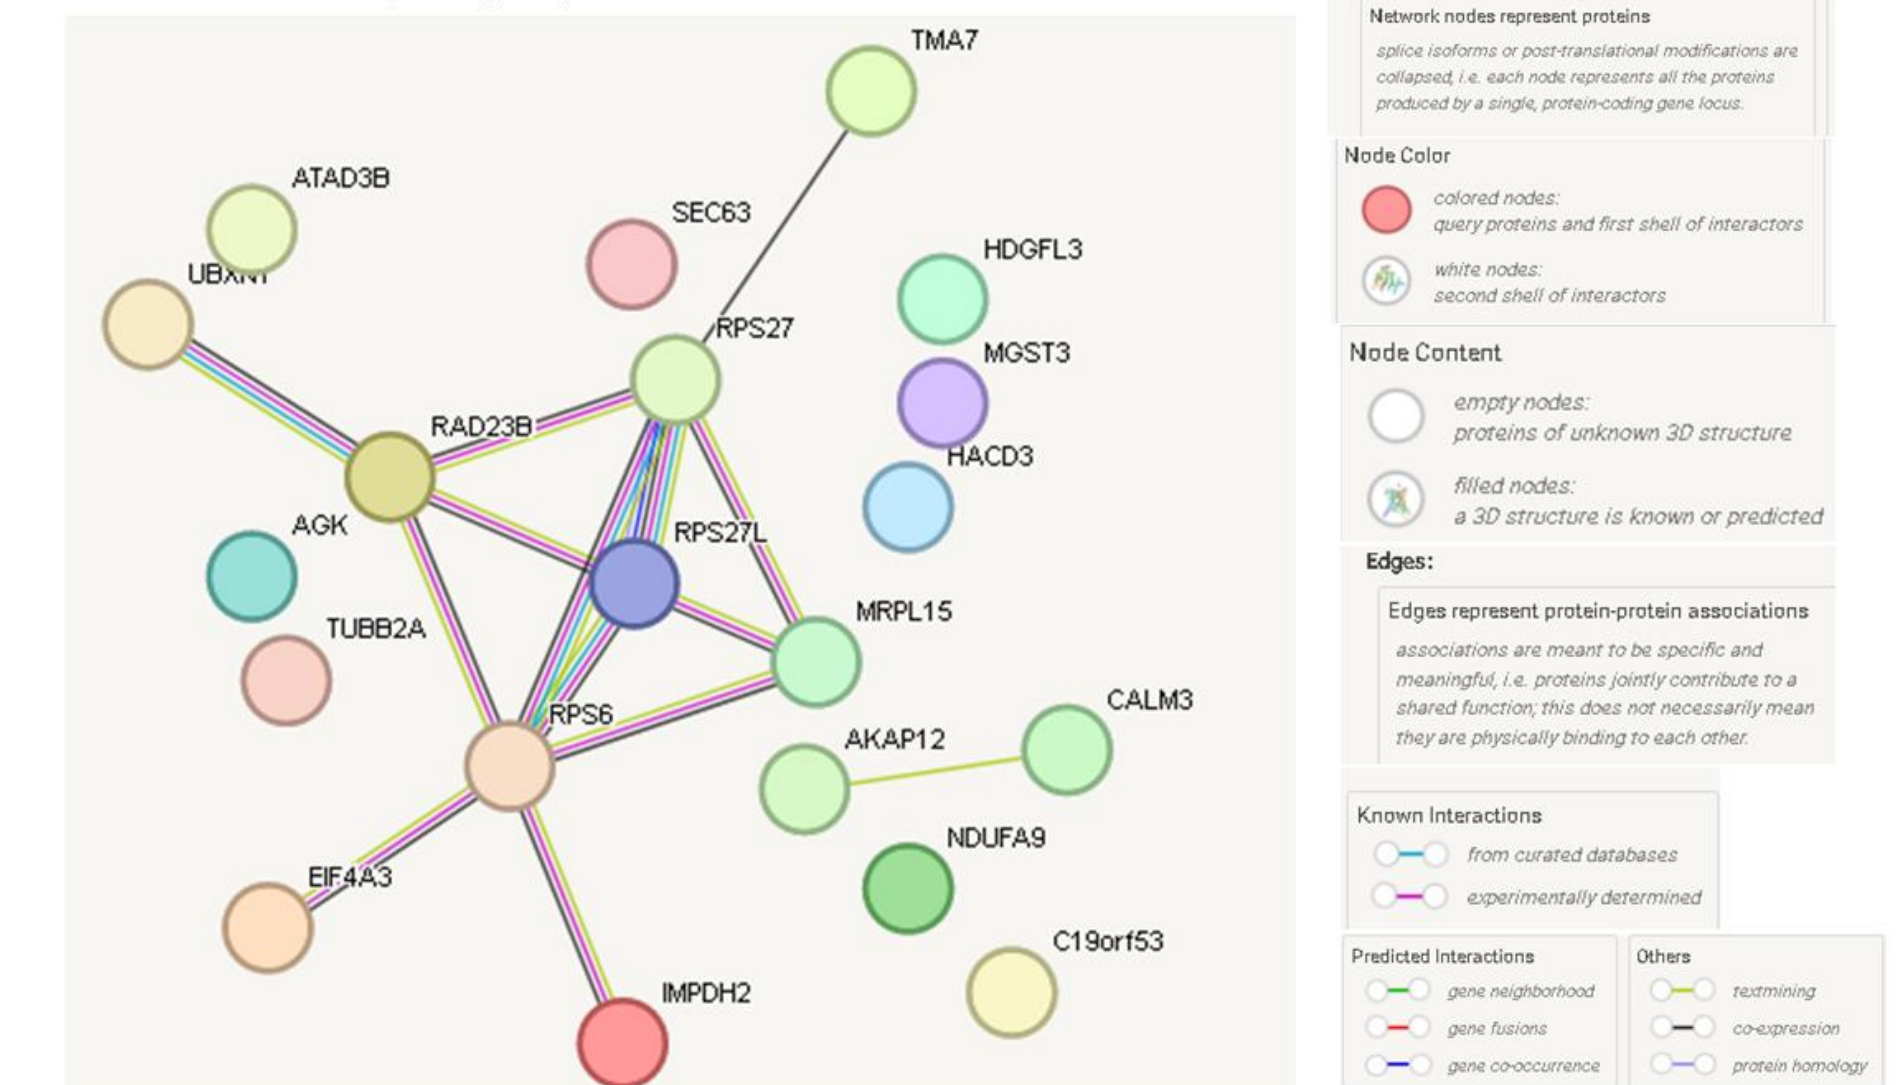 TMA7
ATAD3B
SEC63
HDGFL3
UBXN1
RPS27
MGST3
RAD23B
HACD3
AGK
RPS27L
TUBB2A
MRPL15
RPS6
CALM3
AKAP12
NDUFA9
EIF4A3
C19orf53
IMPDH2
Network nodes represent proteins
splice isoforms or post-translational modifications are
collapsed, i.e. each node represents all the proteins
produced by a single, protein-coding gene locus.
Node Color
colored nodes:
query proteins and first shell of interactors
white nodes:
second shell of interactors
Node Content
empty nodes:
proteins of unknown 3D structure
filled nodes:
a 3D structure is known or predicted
Edges:
Edges represent protein-protein associations
associations are meant to be specific and
meaningful, i.e. proteins jointly contribute to a
shared function; this does not necessarily mean
they are physically binding to each other.
Known Interactions
from curated databases
experimentally determined
Predicted Interactions
gene neighborhood
gene fusions
gene co-occurrence
Others
textmining
co-expression
protein homology